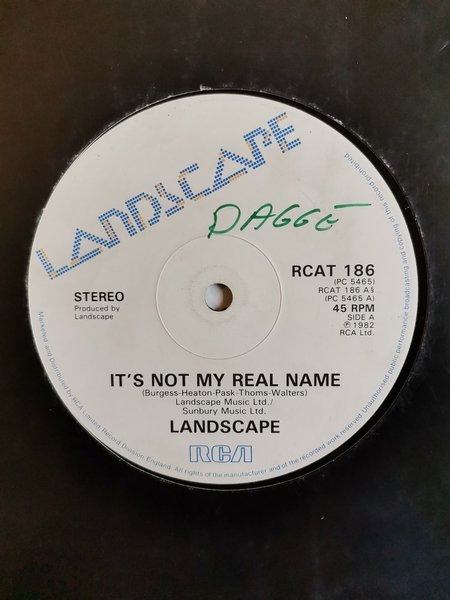 LANDSCAPE
DAGGE
RCAT 186
(PC 5465)
RCAT 186 A§
(PC 5465 A)
45 RPM
SIDE A
℗ 1982
RCA Ltd.
STEREO
Produced by
Landscape
IT'S NOT MY REAL NAME
(Burgess-Heaton-Pask-Thoms-Walters)
Landscape Music Ltd./
Sunbury Music Ltd.
LANDSCAPE
RCA
Marketed and Distributed by RCA Limited, Record Division, England. All rights of the manufacturer and of the recorded work reserved. Unauthorised public performance broadcasting and copying of this record prohibited